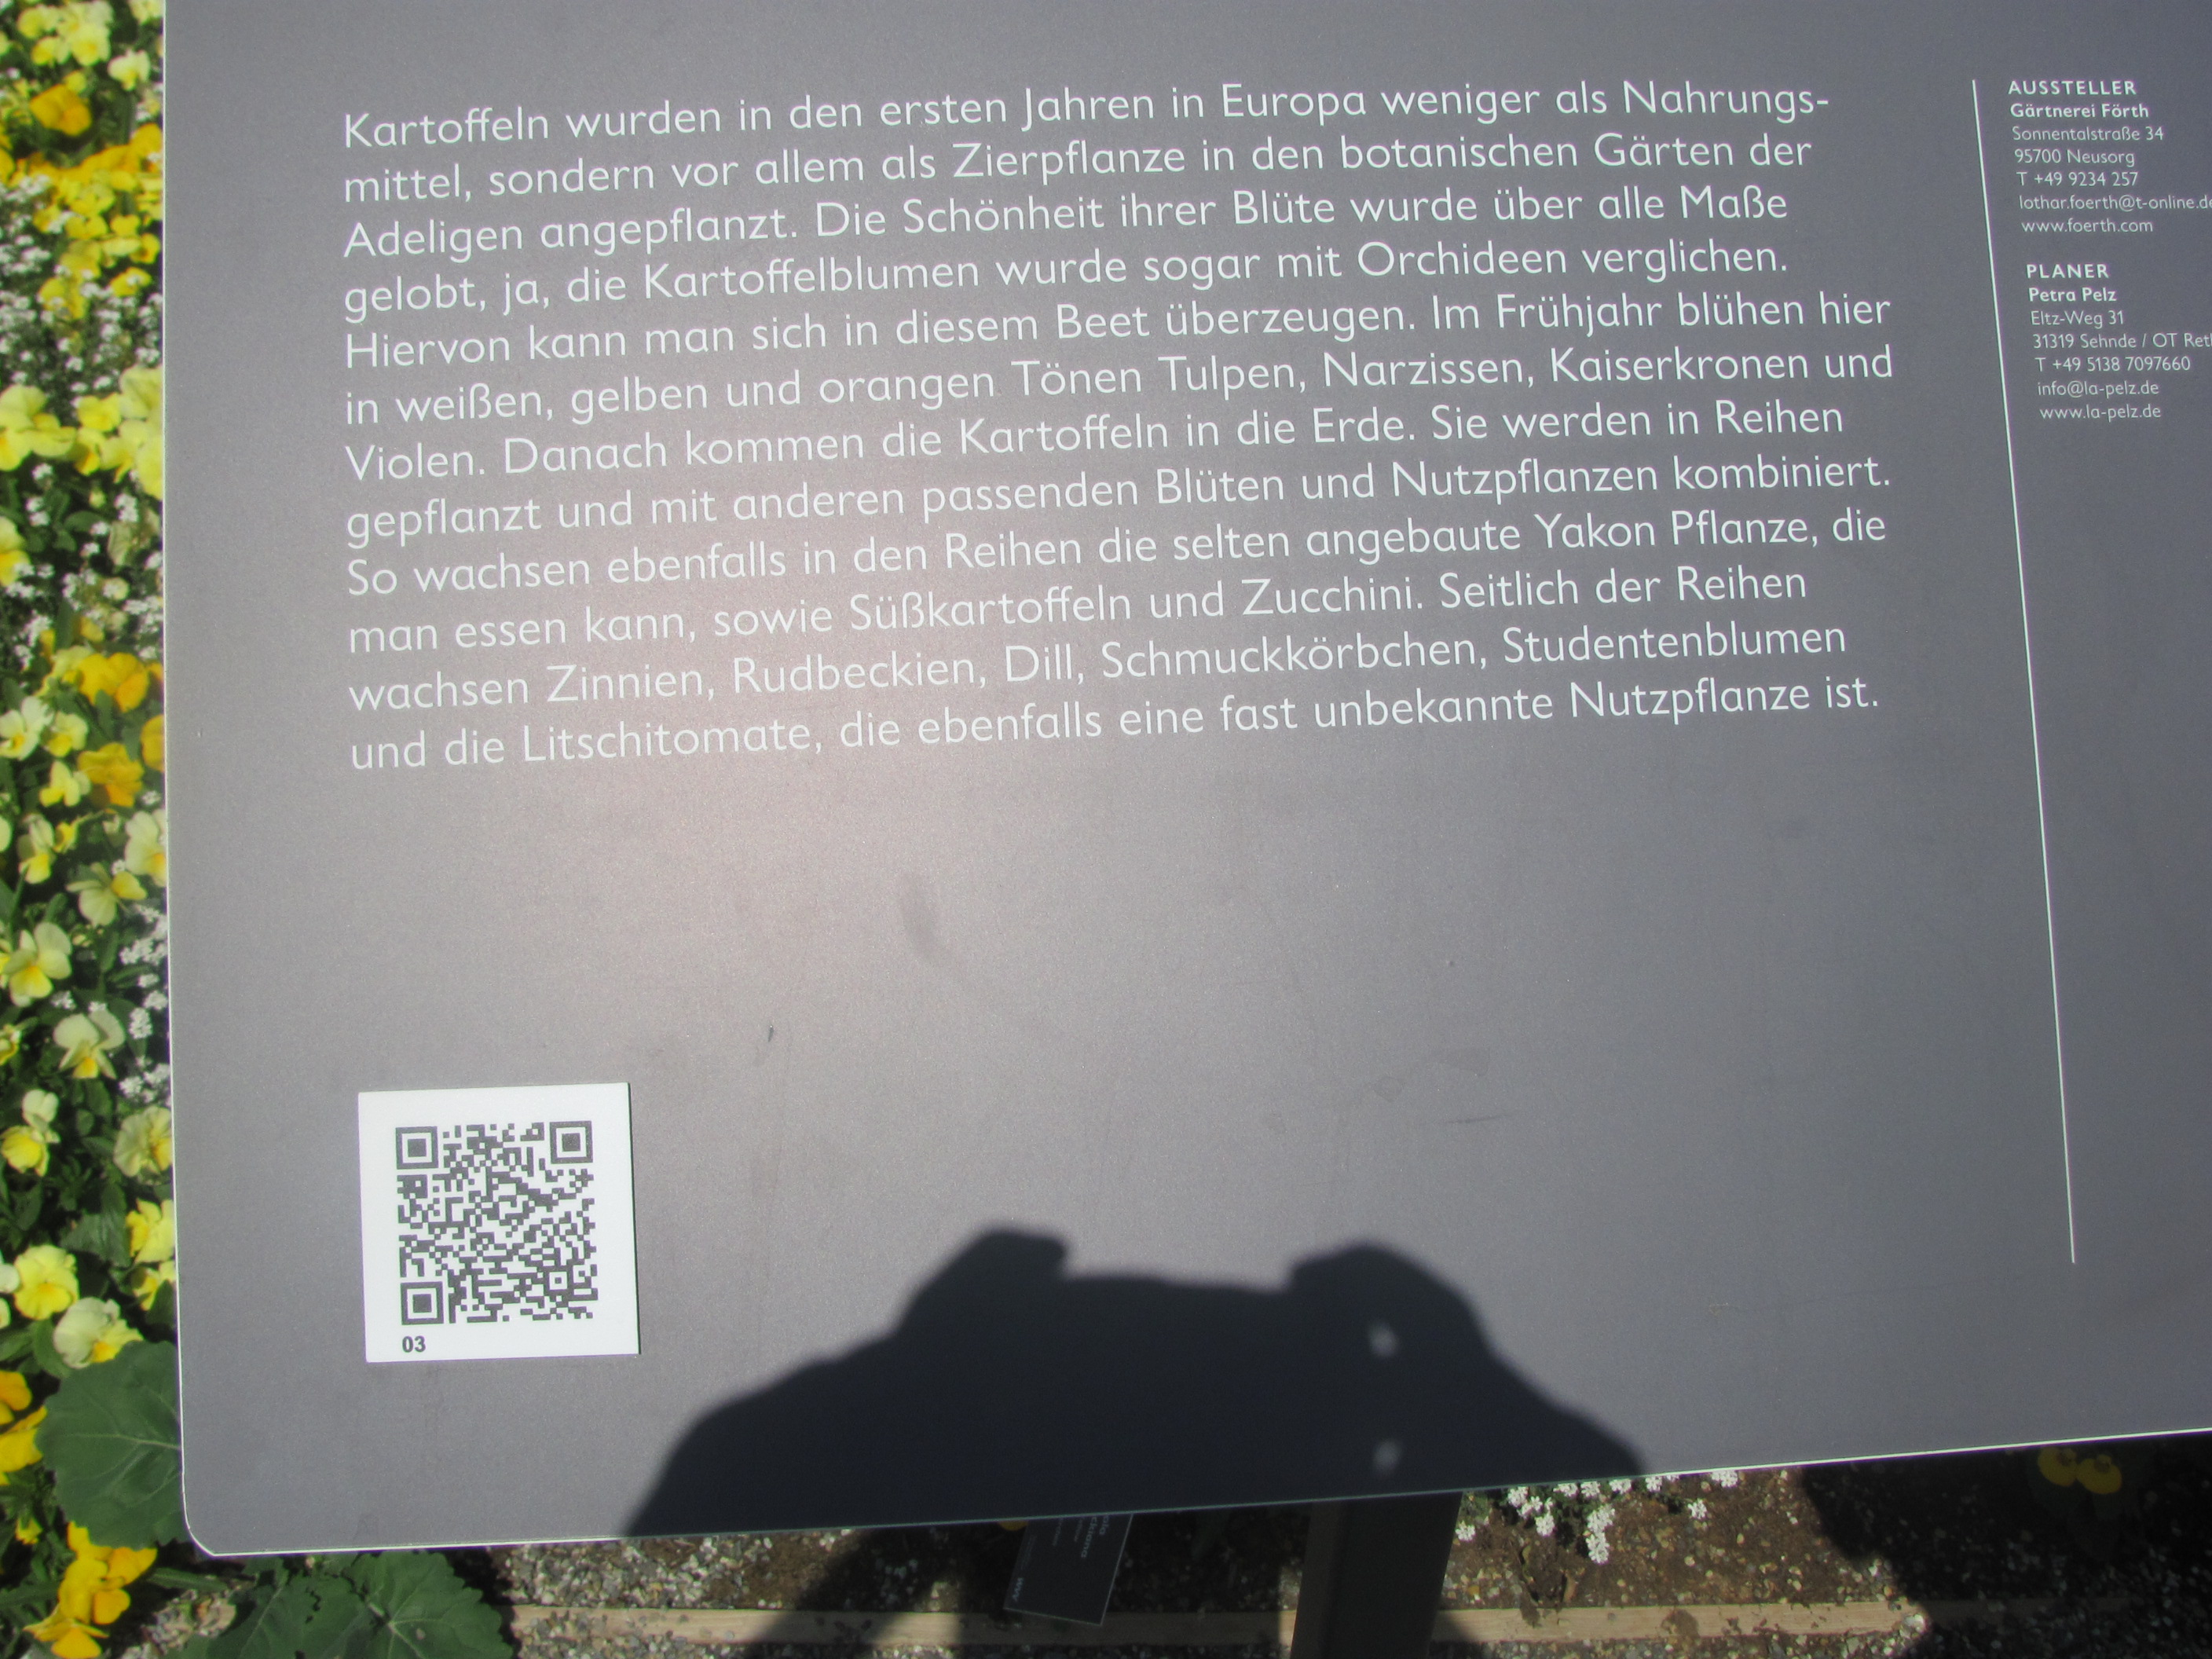 Kartoffeln wurden in den ersten Jahren in Europa weniger als Nahrungs-
mittel, sondern vor allem als Zierpflanze in den botanischen Gärten der
Adeligen angepflanzt. Die Schönheit ihrer Blüte wurde über alle Maße
gelobt, ja, die Kartoffelblumen wurde sogar mit Orchideen verglichen.
Hiervon kann man sich in diesem Beet überzeugen. Im Frühjahr blühen hier
in weißen, gelben und orangen Tönen Tulpen, Narzissen, Kaiserkronen und
Violen. Danach kommen die Kartoffeln in die Erde. Sie werden in Reihen
gepflanzt und mit anderen passenden Blüten und Nutzpflanzen kombiniert.
So wachsen ebenfalls in den Reihen die selten angebaute Yakon Pflanze, die
man essen kann, sowie Süßkartoffeln und Zucchini. Seitlich der Reihen
wachsen Zinnien, Rudbeckien, Dill, Schmuckkörbchen, Studentenblumen
und die Litschitomate, die ebenfalls eine fast unbekannte Nutzpflanze ist.
03
AUSSTELLER
Gärtnerei Förth
Sonnentalstraße 34
95700 Neusorg
T +49 9234 257
lothar.foerth@t-online.de
www.foerth.com
PLANER
Petra Pelz
Eltz-Weg 31
31319 Sehnde / OT
T +49 5138 7097660
info@la-pelz.de
www.la-pelz.de